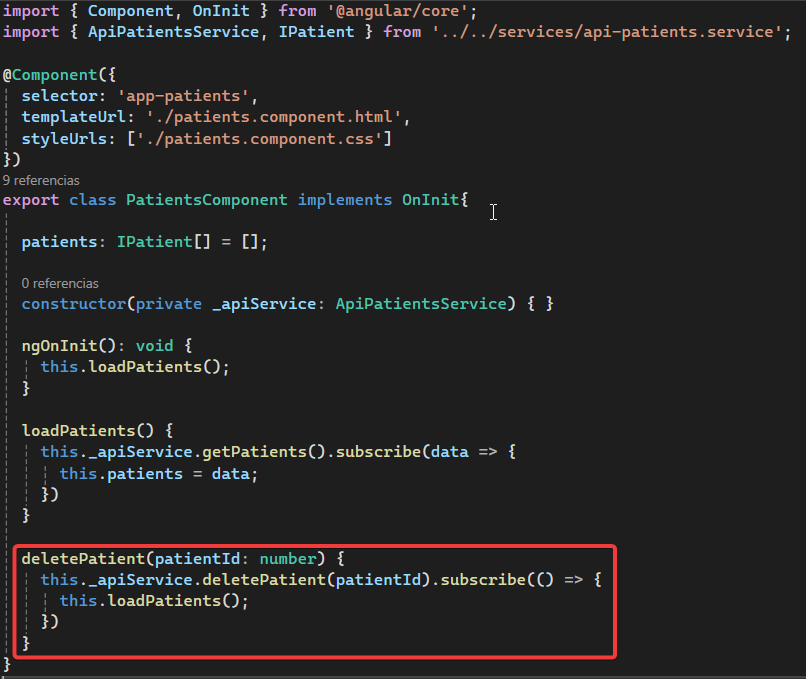 import { Component, OnInit } from '@angular/core';
import { ApiPatientsService, IPatient } from '../../services/api-patients.service';
@Component({
selector: 'app-patients',
templateUrl: './patients.component.html',
styleUrls: ['./patients.component.css']
})
9 referencias
export class PatientsComponent implements OnInit{
patients: IPatient[] = [];
0 referencias
constructor(private _apiService: ApiPatientsService) { }
ngOnInit(): void {
this.loadPatients();
}
loadPatients() {
this._apiService.getPatients().subscribe(data => {
this.patients = data;
})
}
deletePatient(patientId: number) {
this._apiService.deletePatient(patientId).subscribe(() => {
this.loadPatients();
})
}
}